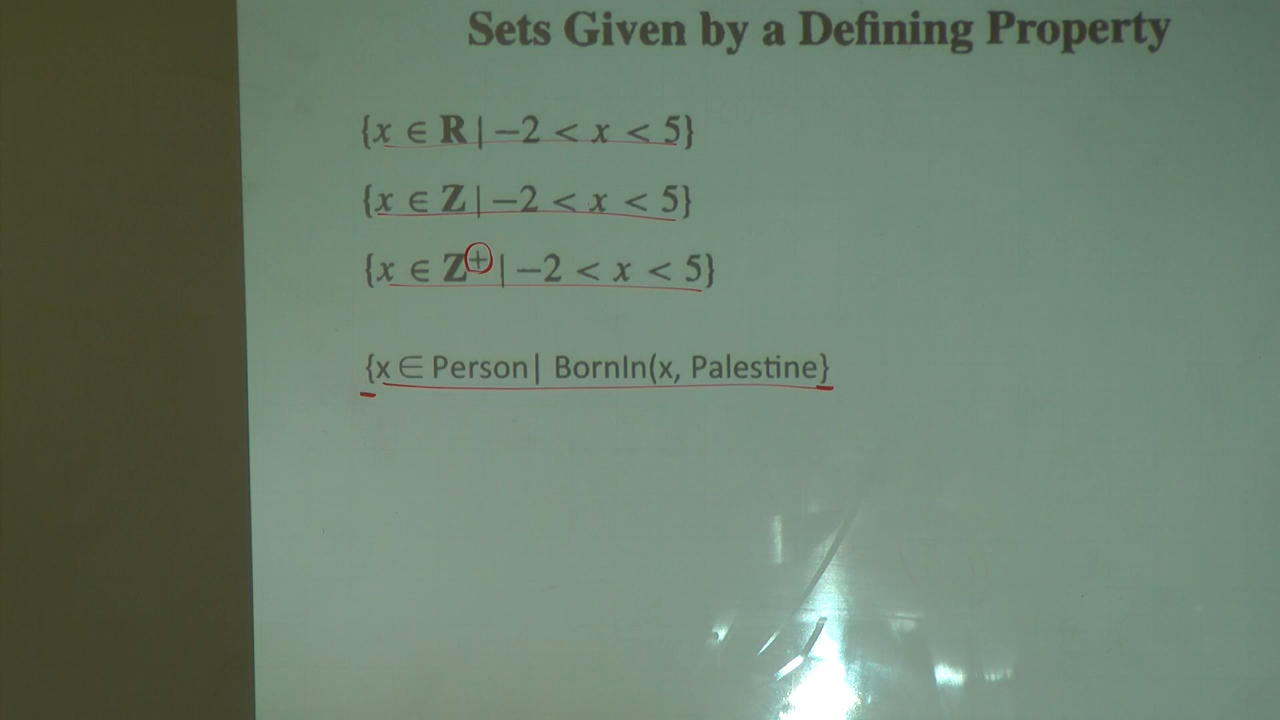 Sets Given by a Defining Property
{x ∈ R | −2 < x < 5}
{x ∈ Z | −2 < x < 5}
{x ∈ Z⁺ | −2 < x < 5}
{x ∈ Person| BornIn(x, Palestine}